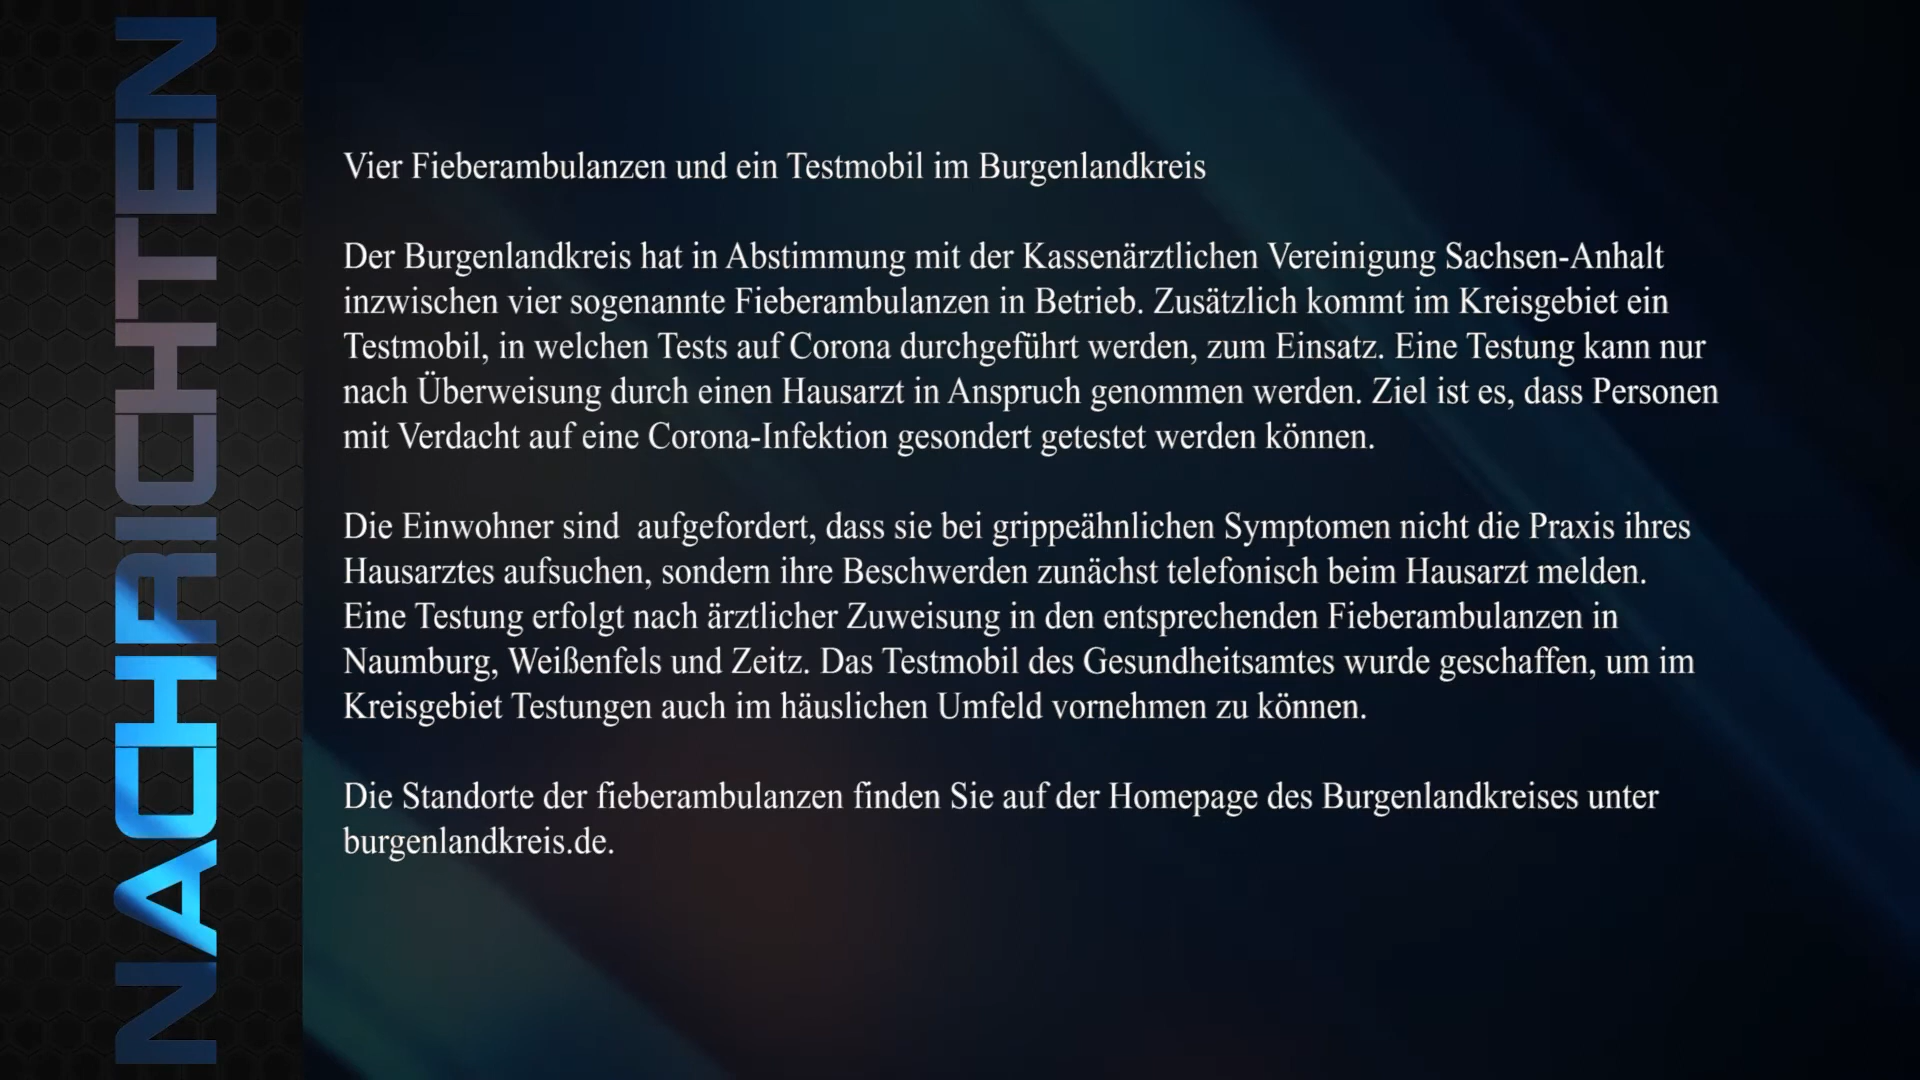 NACHRICHTEN
Vier Fieberambulanzen und ein Testmobil im Burgenlandkreis
Der Burgenlandkreis hat in Abstimmung mit der Kassenärztlichen Vereinigung Sachsen-Anhalt
inzwischen vier sogenannte Fieberambulanzen in Betrieb. Zusätzlich kommt im Kreisgebiet ein
Testmobil, in welchen Tests auf Corona durchgeführt werden, zum Einsatz. Eine Testung kann nur
nach Überweisung durch einen Hausarzt in Anspruch genommen werden. Ziel ist es, dass Personen
mit Verdacht auf eine Corona-Infektion gesondert getestet werden können.
Die Einwohner sind  aufgefordert, dass sie bei grippeähnlichen Symptomen nicht die Praxis ihres
Hausarztes aufsuchen, sondern ihre Beschwerden zunächst telefonisch beim Hausarzt melden.
Eine Testung erfolgt nach ärztlicher Zuweisung in den entsprechenden Fieberambulanzen in
Naumburg, Weißenfels und Zeitz. Das Testmobil des Gesundheitsamtes wurde geschaffen, um im
Kreisgebiet Testungen auch im häuslichen Umfeld vornehmen zu können.
Die Standorte der fieberambulanzen finden Sie auf der Homepage des Burgenlandkreises unter
burgenlandkreis.de.